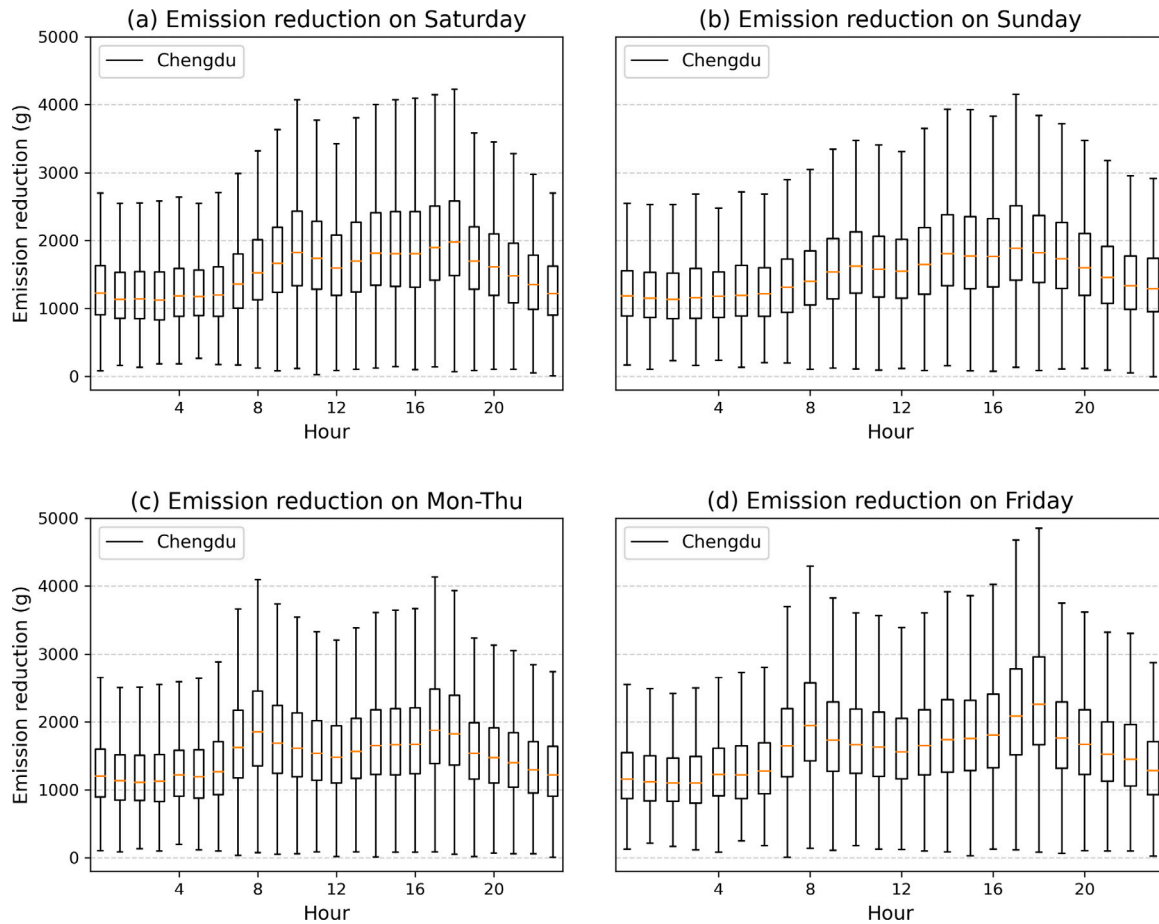 (a) Emission reduction on Saturday
Chengdu
Emission reduction (g)
5000
4000
3000
2000
1000
0
4 8 12 16 20
Hour
(b) Emission reduction on Sunday
Chengdu
4 8 12 16 20
Hour
(c) Emission reduction on Mon-Thu
Chengdu
Emission reduction (g)
5000
4000
3000
2000
1000
0
4 8 12 16 20
Hour
(d) Emission reduction on Friday
Chengdu
4 8 12 16 20
Hour